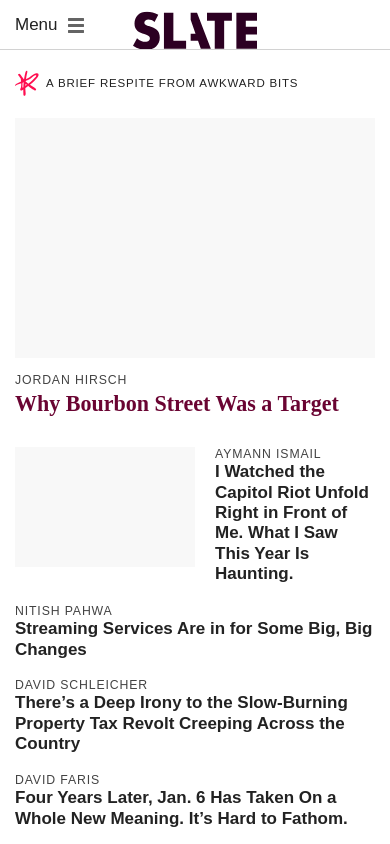 Menu
SLATE
A BRIEF RESPITE FROM AWKWARD BITS
JORDAN HIRSCH
Why Bourbon Street Was a Target
AYMANN ISMAIL
I Watched the
Capitol Riot Unfold
Right in Front of
Me. What I Saw
This Year Is
Haunting.
NITISH PAHWA
Streaming Services Are in for Some Big, Big
Changes
DAVID SCHLEICHER
There’s a Deep Irony to the Slow-Burning
Property Tax Revolt Creeping Across the
Country
DAVID FARIS
Four Years Later, Jan. 6 Has Taken On a
Whole New Meaning. It’s Hard to Fathom.